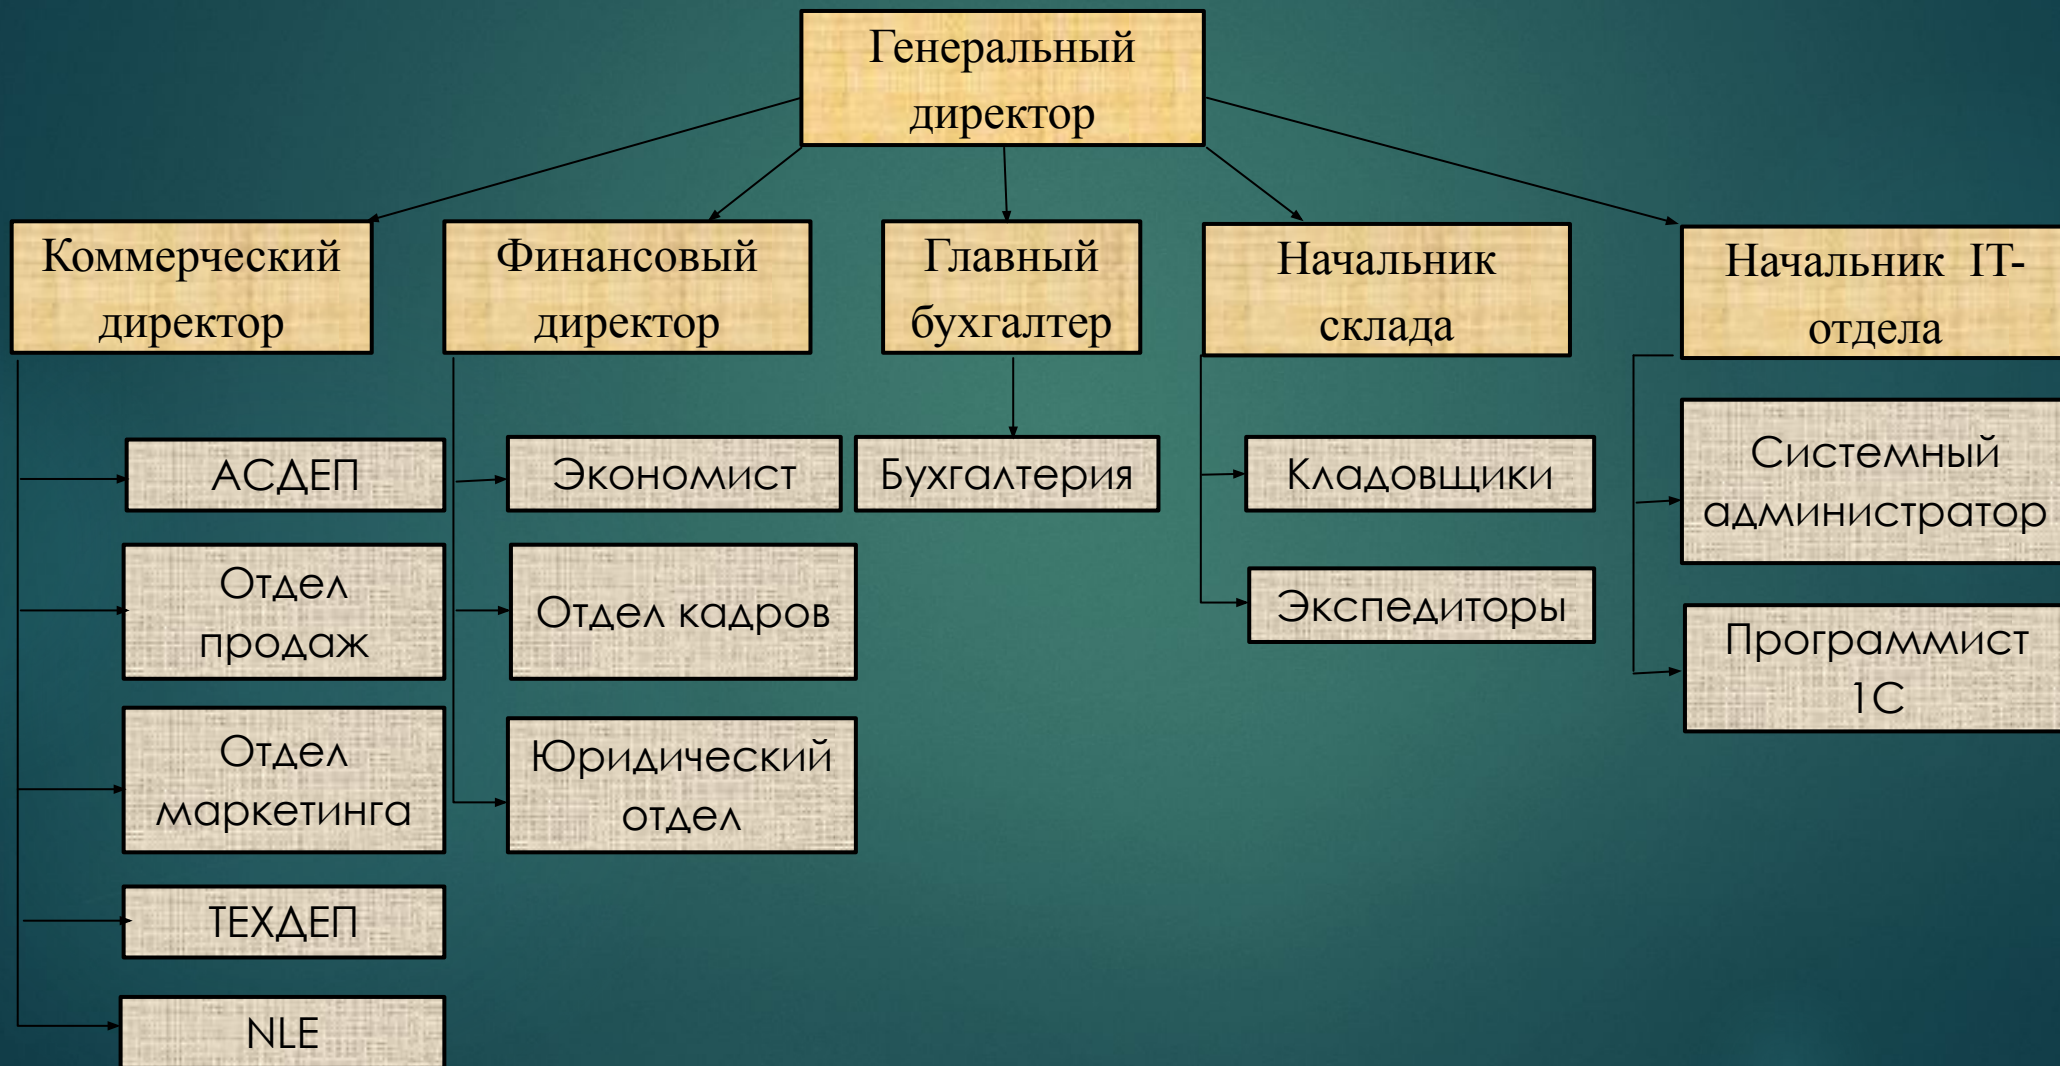 Генеральный
директор
Коммерческий
директор
Финансовый
директор
Главный
бухгалтер
Начальник
склада
Начальник IT-
отдела
АСДЕП
Отдел
продаж
Отдел
маркетинга
ТЕХДЕП
NLE
Экономист
Отдел кадров
Юридический
отдел
Бухгалтерия
Кладовщики
Экспедиторы
Системный
администратор
Программист
1С